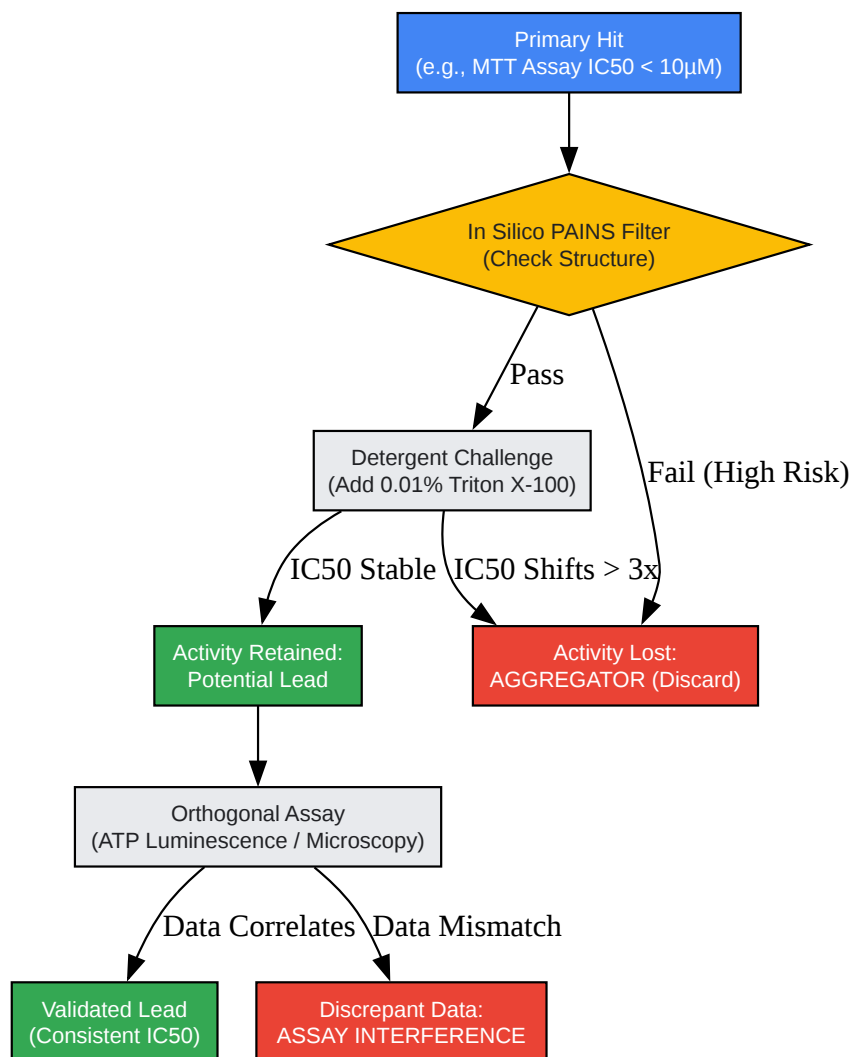 Primary Hit
(e.g., MTT Assay IC50 < 10µM)
In Silico PAINS Filter
(Check Structure)
Pass
Detergent Challenge
(Add 0.01% Triton X-100)
Fail (High Risk)
IC50 Stable
IC50 Shifts > 3x
Activity Retained:
Potential Lead
Activity Lost:
AGGREGATOR (Discard)
Orthogonal Assay
(ATP Luminescence / Microscopy)
Data Correlates
Data Mismatch
Validated Lead
(Consistent IC50)
Discrepant Data:
ASSAY INTERFERENCE